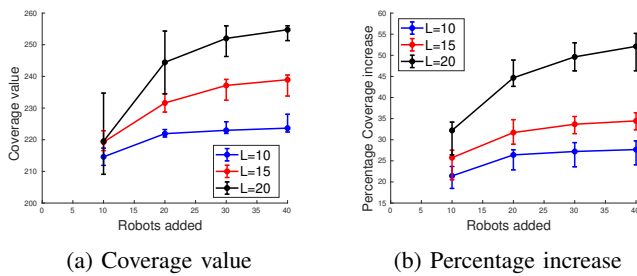 260
250
240
230
220
210
200
Coverage value
0 5 10 15 20 25 30 35 40
Robots added
L=10
L=15
L=20
(a) Coverage value
65
60
55
50
45
40
35
30
25
20
15
Percentage Coverage increase
0 5 10 15 20 25 30 35 40
Robots added
L=10
L=15
L=20
(b) Percentage increase